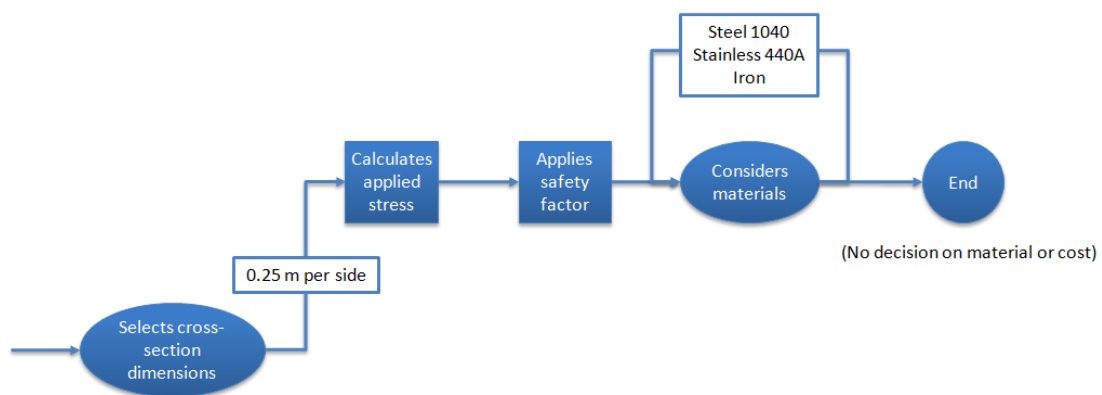 Selects cross-
section
dimensions
0.25 m per side
Calculates
applied
stress
Applies
safety
factor
Steel 1040
Stainless 440A
Iron
Considers
materials
End
(No decision on material or cost)